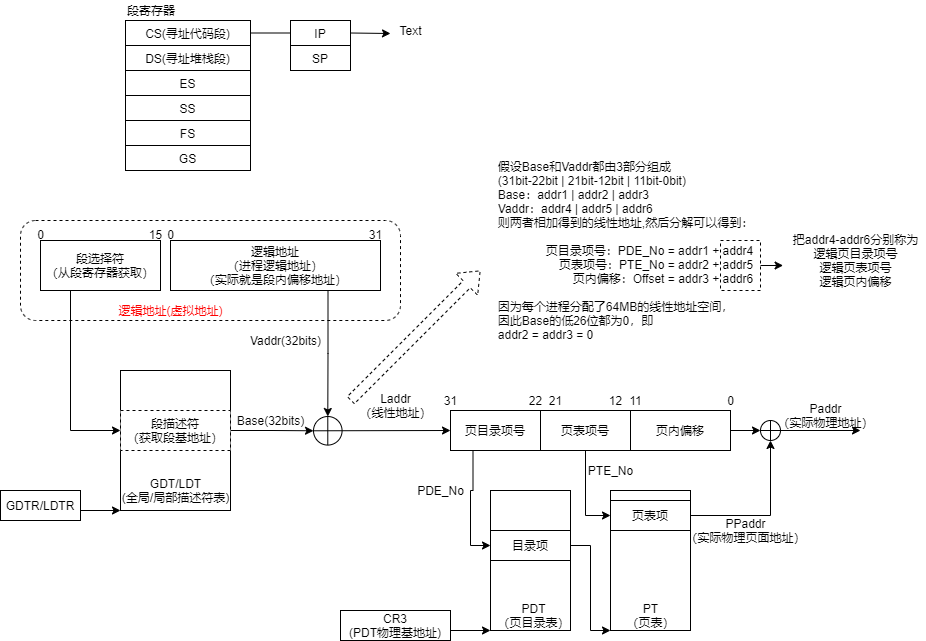 段寄存器
CS(寻址代码段)
IP
Text
DS(寻址堆栈段)
SP
ES
SS
FS
GS
假设Base和Vaddr都由3部分组成
(31bit-22bit | 21bit-12bit | 11bit-0bit)
Base：addr1 | addr2 | addr3
Vaddr：addr4 | addr5 | addr6
则两者相加得到的线性地址,然后分解可以得到：
页目录项号：PDE_No = addr1 + addr4
页表项号：PTE_No = addr2 + addr5
页内偏移：Offset = addr3 + addr6
把addr4-addr6分别称为
逻辑页目录项号
逻辑页表项号
逻辑页内偏移
因为每个进程分配了64MB的线性地址空间，
因此Base的低26位都为0，即
addr2 = addr3 = 0
0 15 0 31
段选择符
(从段寄存器获取)
逻辑地址
(进程逻辑地址)
(实际就是段内偏移地址)
逻辑地址(虚拟地址)
Vaddr(32bits)
段描述符
(获取段基地址)
Base(32bits)
GDT/LDT
(全局/局部描述符表)
GDTR/LDTR
Laddr
(线性地址)
31 22 21 12 11 0
页目录项号
页表项号
页内偏移
Paddr
(实际物理地址)
PDE_No
PTE_No
目录项
页表项
PPaddr
(实际物理页面地址)
PDT
(页目录表)
PT
(页表)
CR3
(PDT物理基地址)